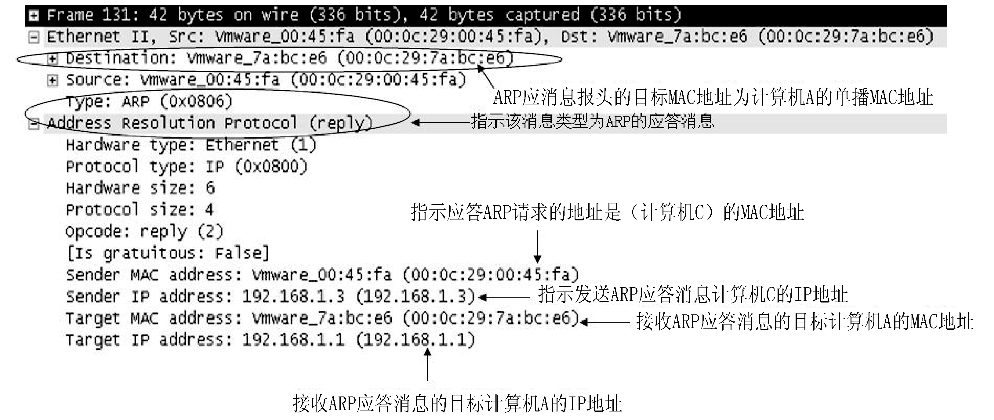 Frame 131: 42 bytes on wire (336 bits), 42 bytes captured (336 bits)
Ethernet II, Src: Vmware_00:45:fa (00:0c:29:00:45:fa), Dst: Vmware_7a:bc:e6 (00:0c:29:7a:bc:e6)
Destination: Vmware_7a:bc:e6 (00:0c:29:7a:bc:e6)
Source: Vmware_00:45:fa (00:0c:29:00:45:fa)
ARP应消息报头的目标MAC地址为计算机A的单播MAC地址
Type: ARP (0x0806)
Address Resolution Protocol (reply)
指示该消息类型为ARP的应答消息
Hardware type: Ethernet (1)
Protocol type: IP (0x0800)
Hardware size: 6
Protocol size: 4
指示应答ARP请求的地址是（计算机C）的MAC地址
Opcode: reply (2)
[Is gratuitous: False]
Sender MAC address: Vmware_00:45:fa (00:0c:29:00:45:fa)
Sender IP address: 192.168.1.3 (192.168.1.3)
指示发送ARP应答消息计算机C的IP地址
Target MAC address: Vmware_7a:bc:e6 (00:0c:29:7a:bc:e6)
接收ARP应答消息的目标计算机A的MAC地址
Target IP address: 192.168.1.1 (192.168.1.1)
接收ARP应答消息的目标计算机A的IP地址